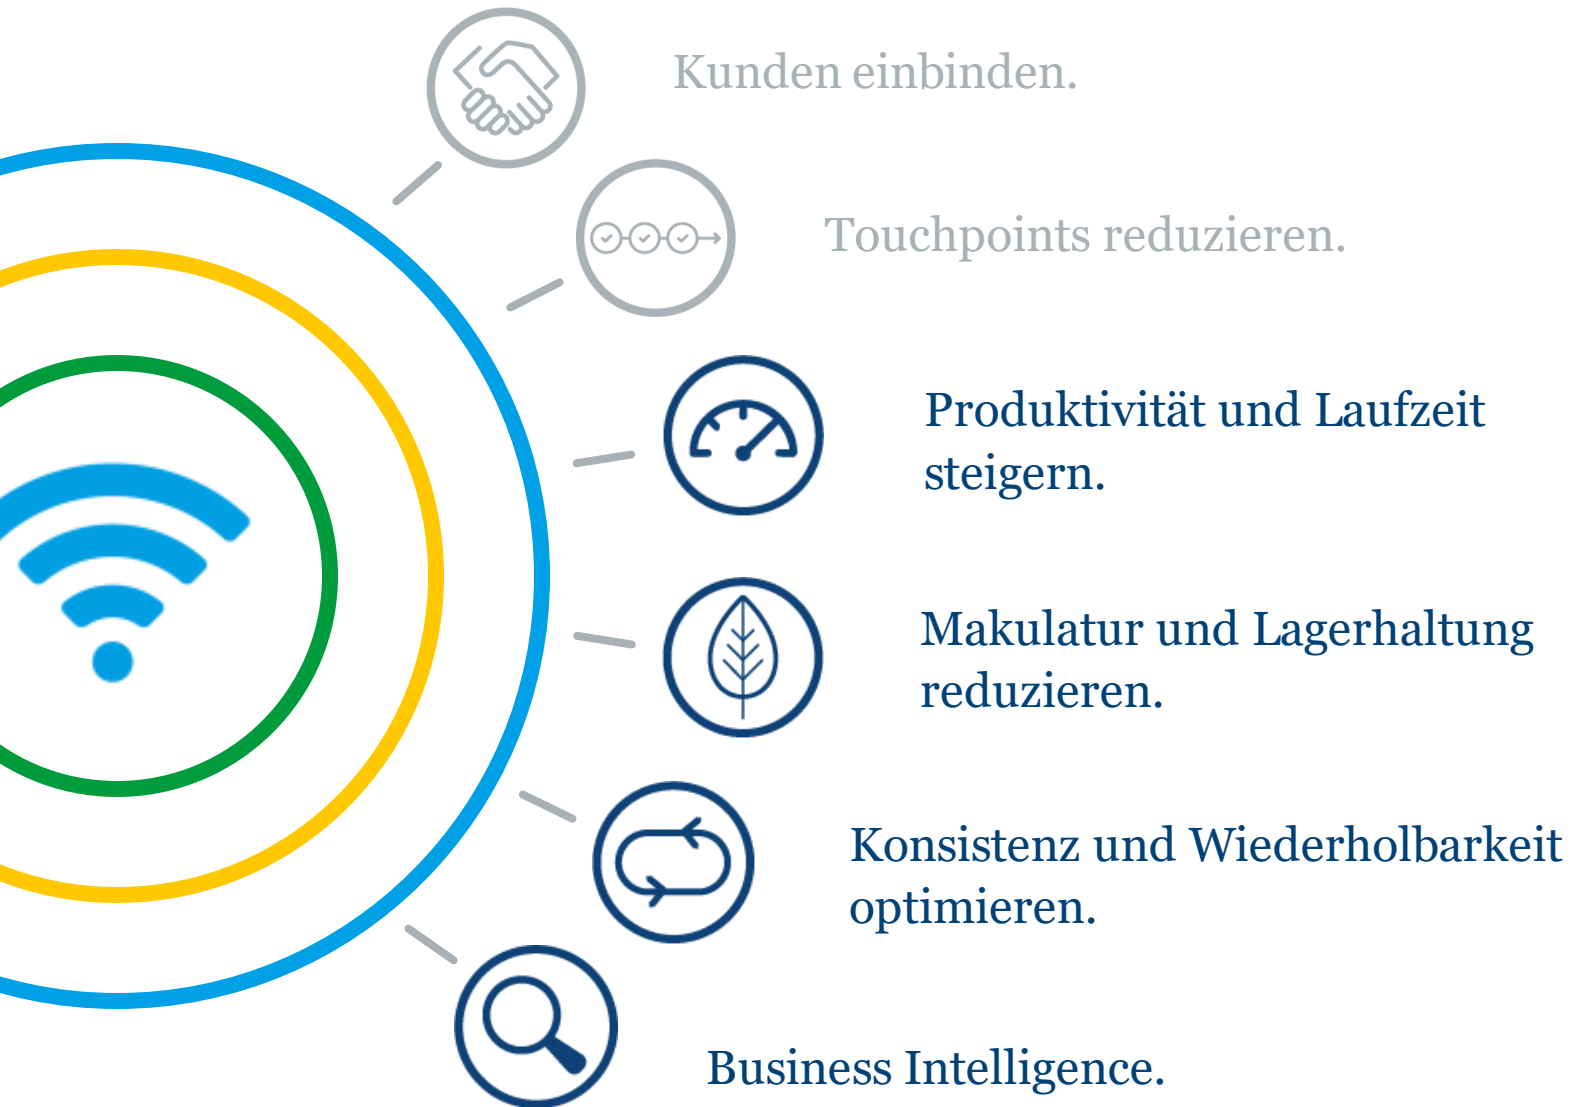 Kunden einbinden.
Touchpoints reduzieren.
Produktivität und Laufzeit
steigern.
Makulatur und Lagerhaltung
reduzieren.
Konsistenz und Wiederholbarkeit
optimieren.
Business Intelligence.